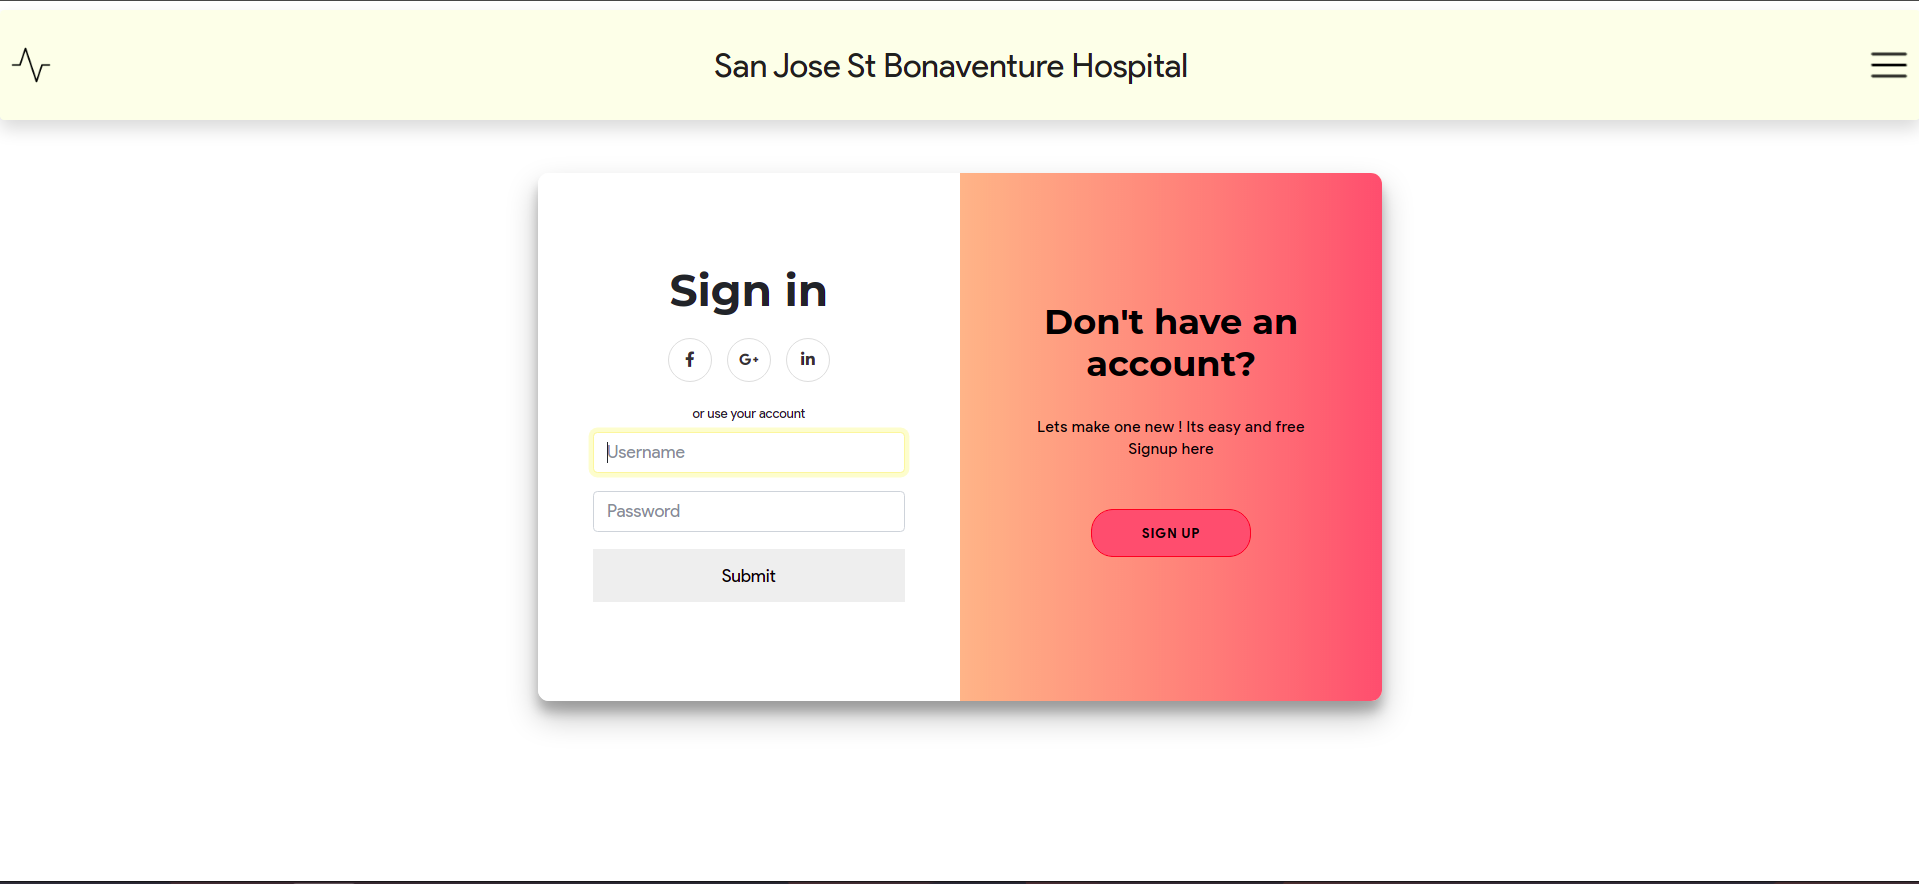 San Jose St Bonaventure Hospital
Sign in
f G+ in
or use your account
Username
Password
Submit
Don't have an
account?
Lets make one new ! Its easy and free
Signup here
SIGN UP